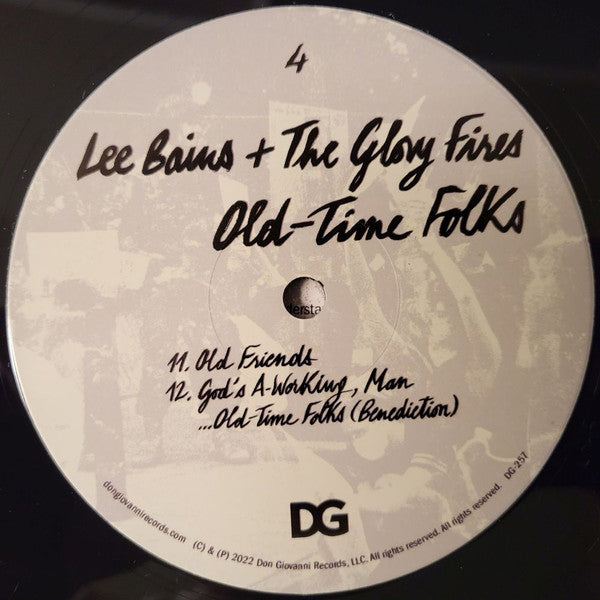 4
Lee Bains + The Glory Fires
Old-Time Folks
11. Old Friends
12. God's A-Working, Man
...Old-Time Folks (Benediction)
DG
dongiovannirecords.com (C) & (P) 2022 Don Giovanni Records, LLC. All rights reserved. All rights reserved. DG-257